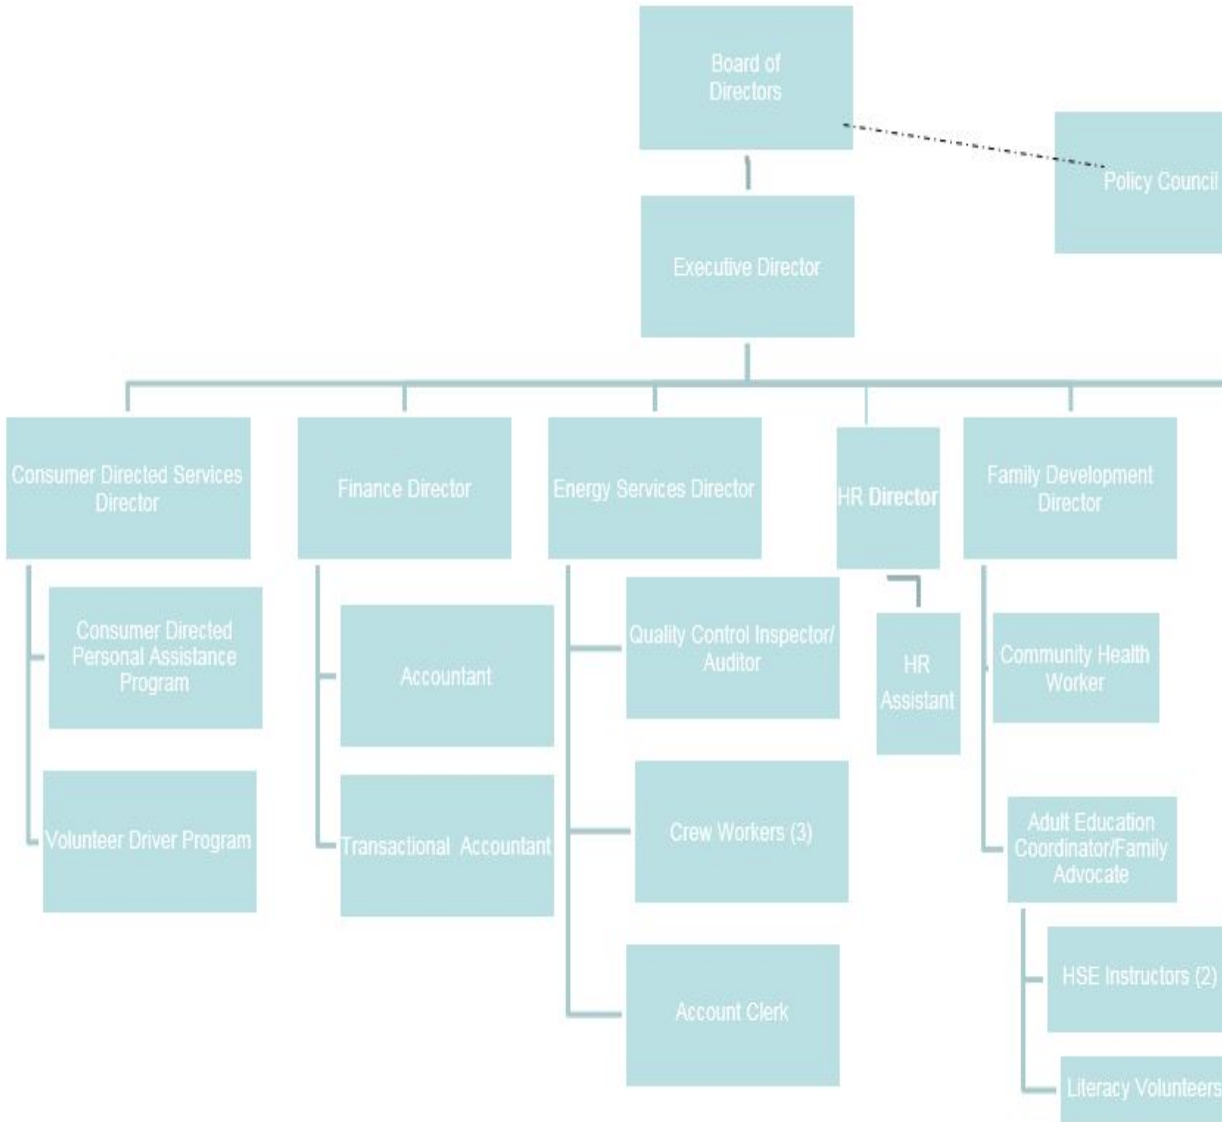 Board of
Directors
Policy Council
Executive Director
Consumer Directed Services
Director
Finance Director
Energy Services Director
HR Director
Family Development
Director
Consumer Directed
Personal Assistance
Program
Accountant
Quality Control Inspector/
Auditor
HR
Assistant
Community Health
Worker
Volunteer Driver Program
Transactional Accountant
Crew Workers (3)
Adult Education
Coordinator/Family
Advocate
Account Clerk
HSE Instructors (2)
Literacy Volunteers